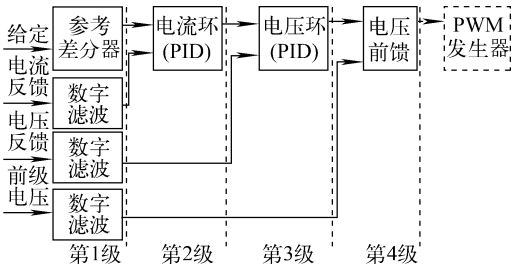 给定
参考
差分器
电流环
(PID)
电压环
(PID)
电压
前馈
PWM
发生器
电流
反馈
数字
滤波
电压
反馈
数字
滤波
前级
电压
数字
滤波
第1级
第2级
第3级
第4级